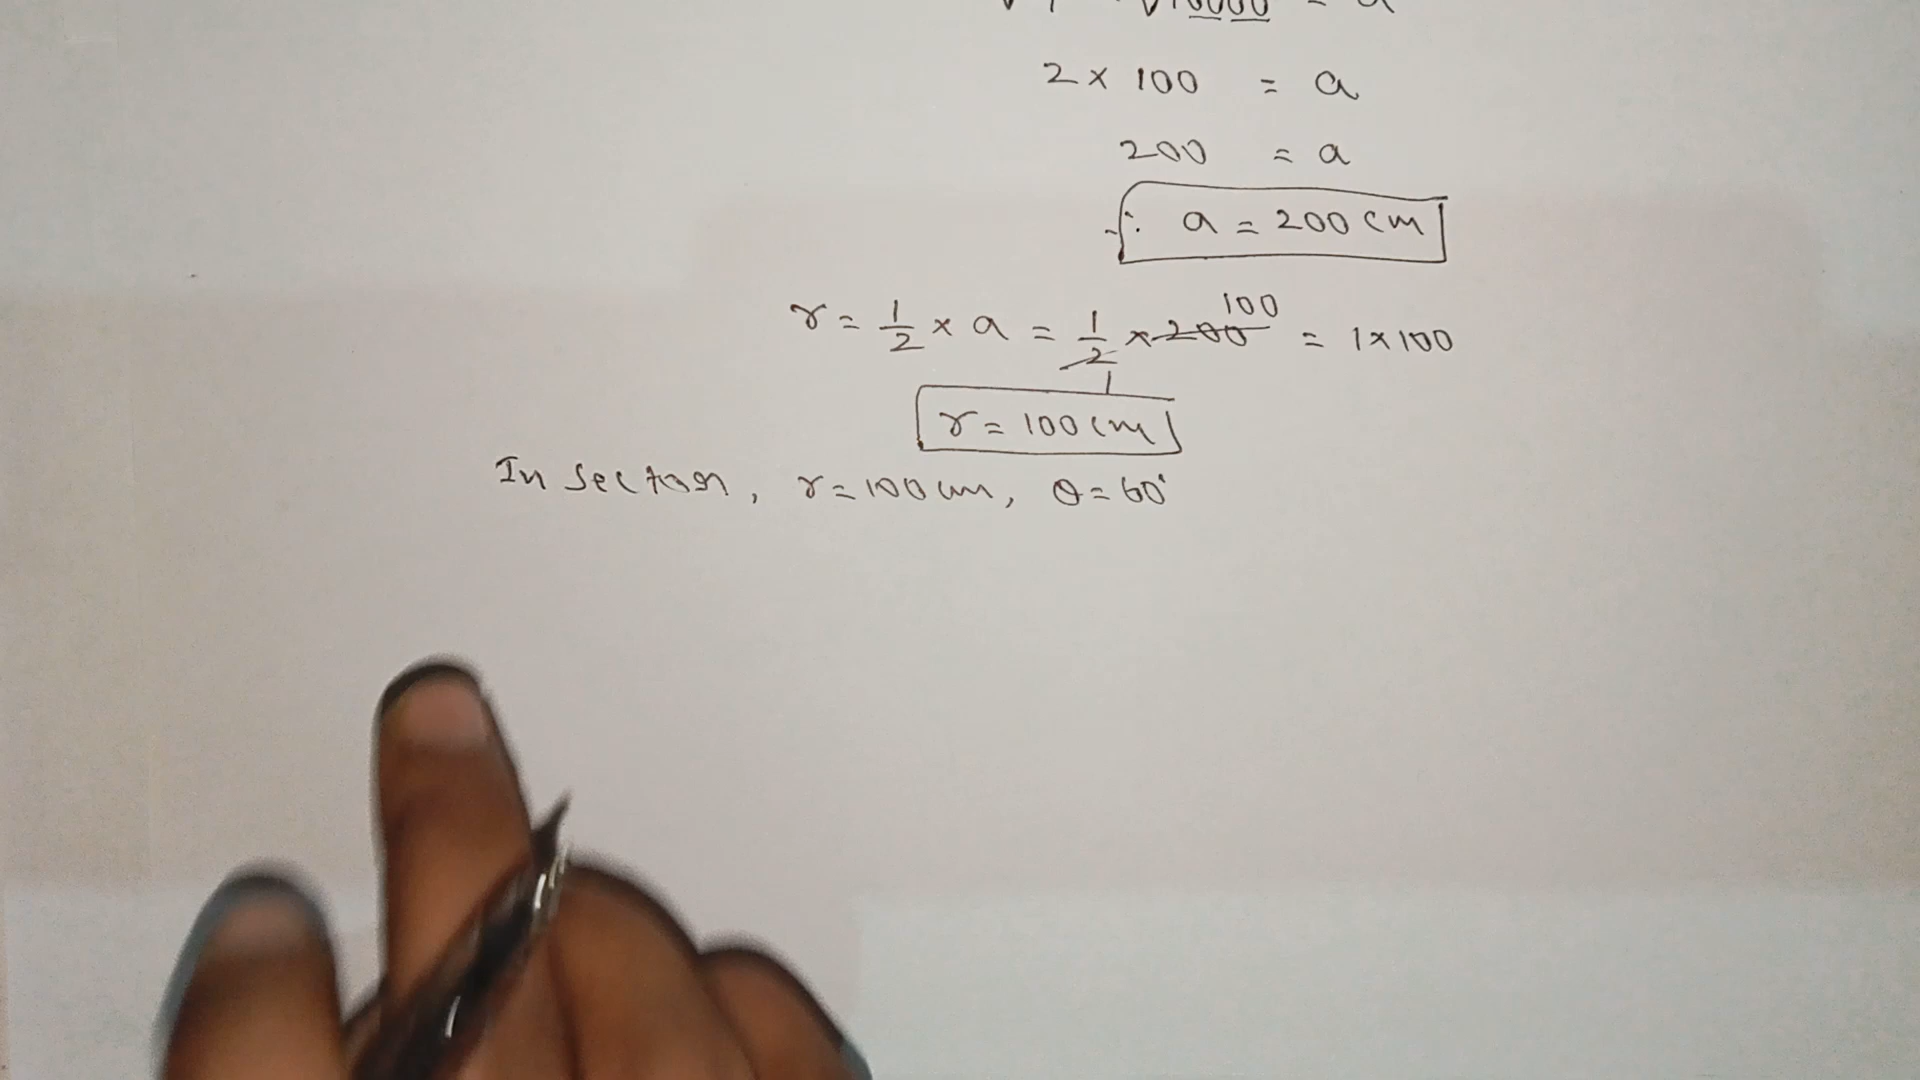 2 × 100 = a
200 = a
∴ a = 200 cm
r = 1/2 × a = 1/2 × 200 100 = 1 × 100
1
r = 100 cm
In Sector, r = 100 cm, θ = 60°